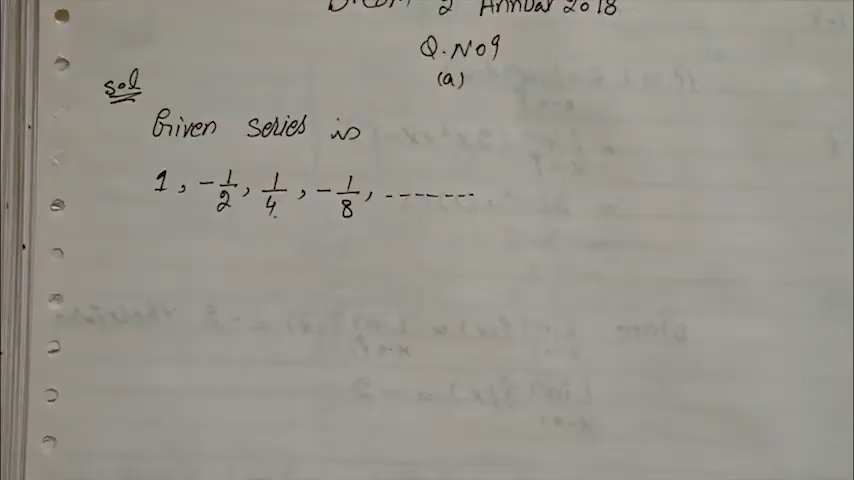 2 Annual 2018
Q.No9
(a)
sol
Given series is
1, -1/2, 1/4, -1/8, -------